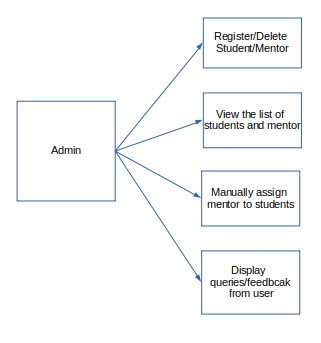 Admin
Register/Delete
Student/Mentor
View the list of
students and mentor
Manually assign
mentor to students
Display
queries/feedbcak
from user